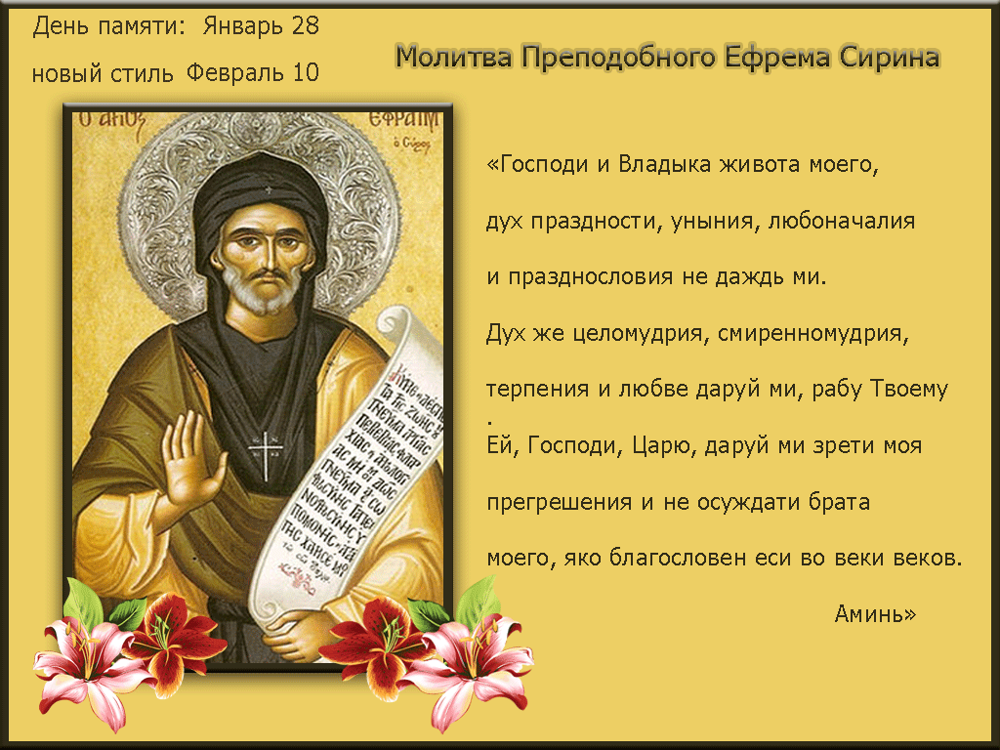 День памяти: Январь 28
новый стиль Февраль 10
Молитва Преподобного Ефрема Сирина
«Господи и Владыка живота моего,
дух праздности, уныния, любоначалия
и празднословия не даждь ми.
Дух же целомудрия, смиренномудрия,
терпения и любве даруй ми, рабу Твоему
.
Ей, Господи, Царю, даруй ми зрети моя
прегрешения и не осуждати брата
моего, яко благословен еси во веки веков.
Аминь»
Ο ΑΓΙΟΣ
ΕΦΡΑΙΜ
ὁ Σύρος